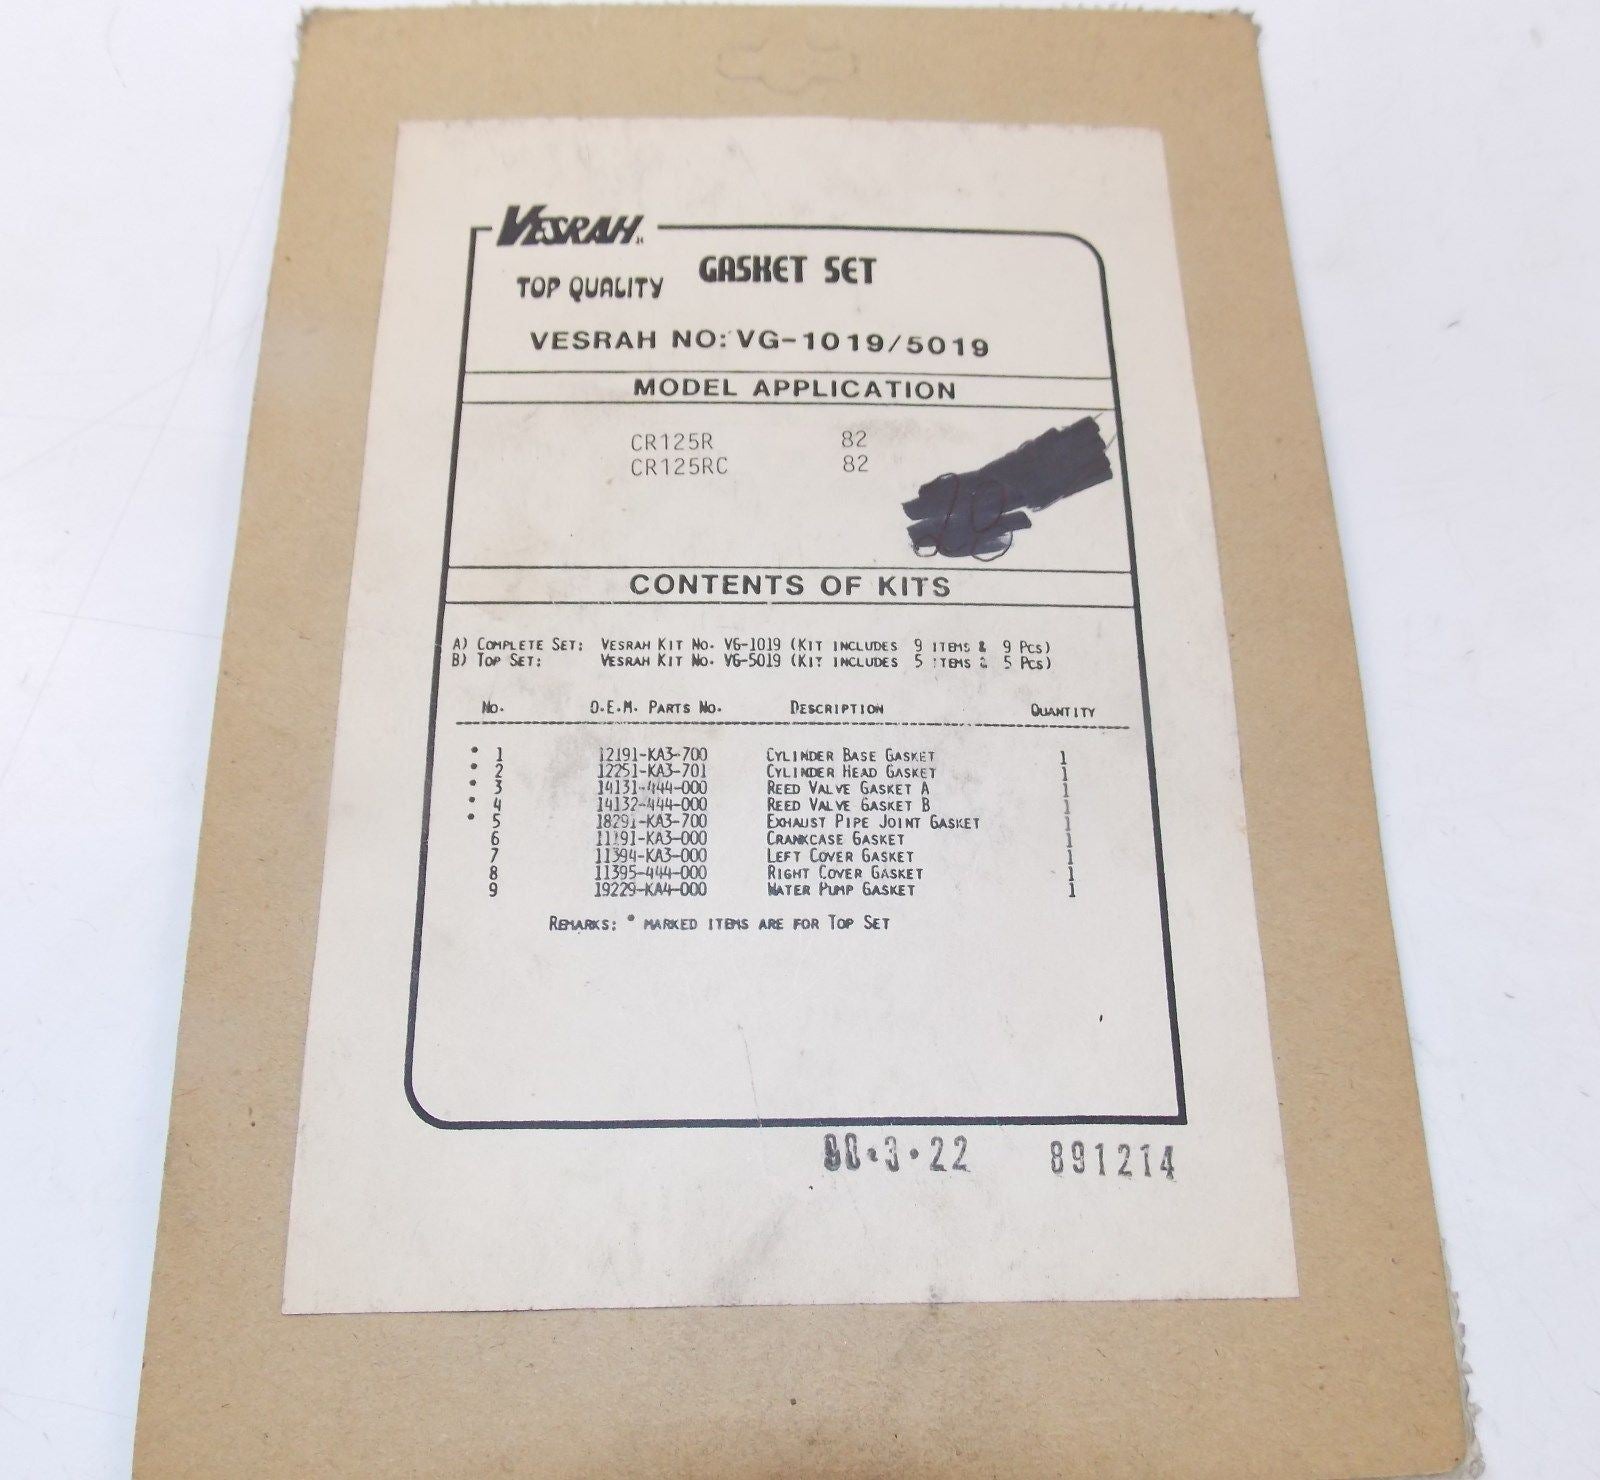 VESRAH
TOP QUALITY GASKET SET
VESRAH NO: VG-1019/5019
MODEL APPLICATION
CR125R 82
CR125RC 82
CONTENTS OF KITS
A) COMPLETE SET: VESRAH KIT NO. VG-1019 (KIT INCLUDES 9 ITEMS & 9 PCS)
B) TOP SET: VESRAH KIT NO. VG-5019 (KIT INCLUDES 5 ITEMS & 5 PCS)
NO. O.E.M. PARTS NO. DESCRIPTION QUANTITY
* 1 12191-KA3-700 CYLINDER BASE GASKET 1
* 2 12251-KA3-701 CYLINDER HEAD GASKET 1
* 3 14131-444-000 REED VALVE GASKET A 1
* 4 14132-444-000 REED VALVE GASKET B 1
* 5 18291-KA3-700 EXHAUST PIPE JOINT GASKET 1
6 11191-KA3-000 CRANKCASE GASKET 1
7 11394-KA3-000 LEFT COVER GASKET 1
8 11395-444-000 RIGHT COVER GASKET 1
9 19229-KA4-000 WATER PUMP GASKET 1
REMARKS: * MARKED ITEMS ARE FOR TOP SET
90.3.22 891214